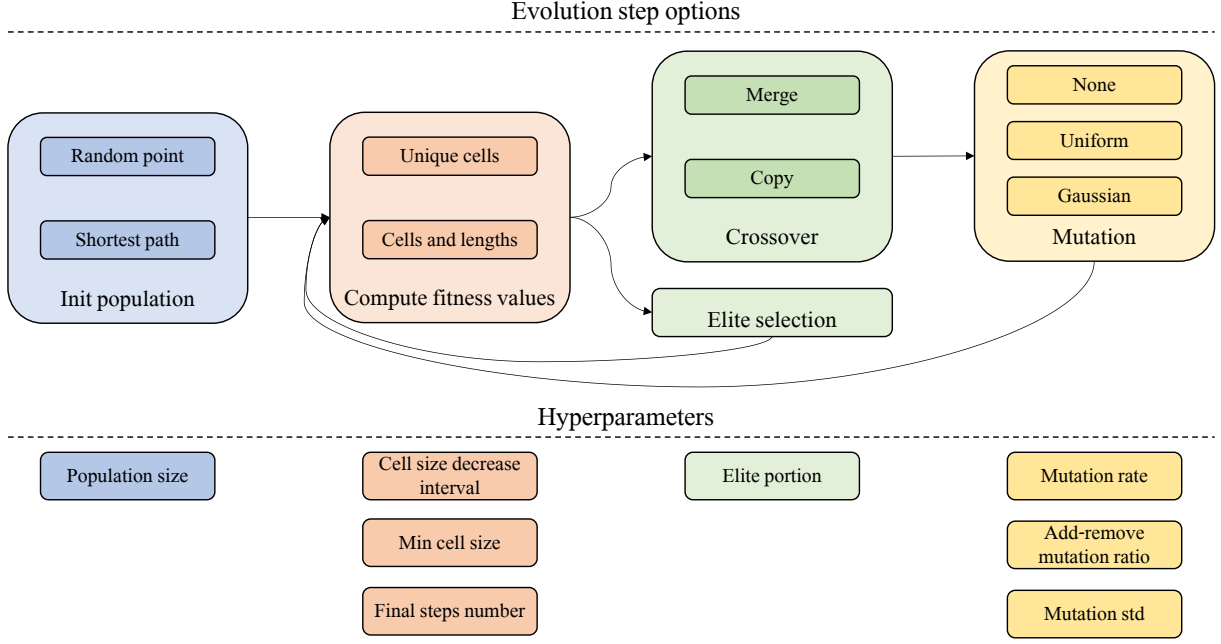 Evolution step options
Random point
Shortest path
Init population
Unique cells
Cells and lengths
Compute fitness values
Merge
Copy
Crossover
Elite selection
None
Uniform
Gaussian
Mutation
Hyperparameters
Population size
Cell size decrease
interval
Min cell size
Final steps number
Elite portion
Mutation rate
Add-remove
mutation ratio
Mutation std